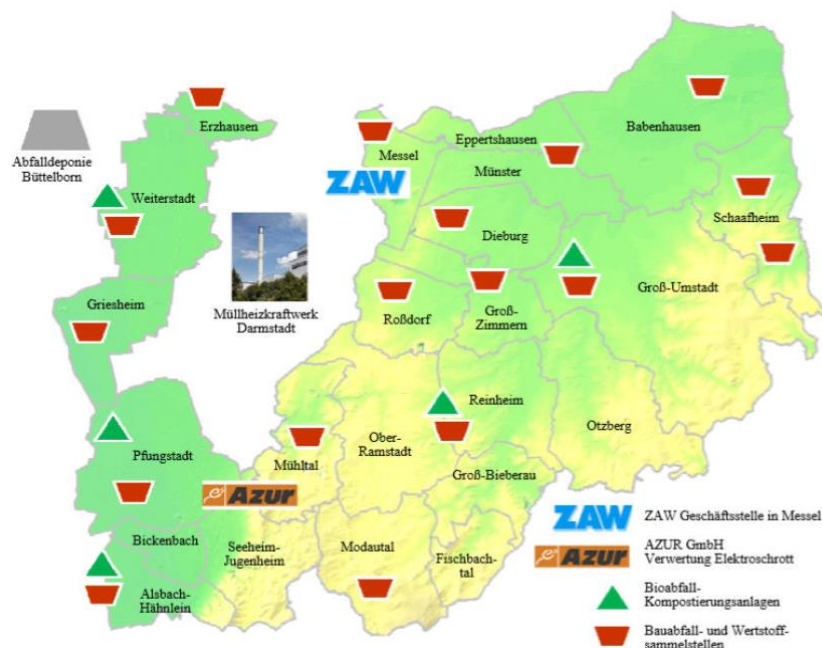 Erzhausen
Abfalldeponie
Büttelborn
Weiterstadt
Griesheim
Müllheizkraftwerk
Darmstadt
Messel
ZAW
Eppertshausen
Münster
Babenhausen
Schaafheim
Dieburg
Groß-Umstadt
Roßdorf
Groß-
Zimmern
Reinheim
Otzberg
Ober-
Ramstadt
Mühltal
Groß-Bieberau
Pfungstadt
Azur
Bickenbach
Seeheim-
Jugenheim
Modautal
Fischbach-
tal
Alsbach-
Hähnlein
ZAW ZAW Geschäftsstelle in Messel
Azur AZUR GmbH
Verwertung Elektroschrott
Bioabfall-
Kompostierungsanlagen
Bauabfall- und Wertstoff-
sammelstellen